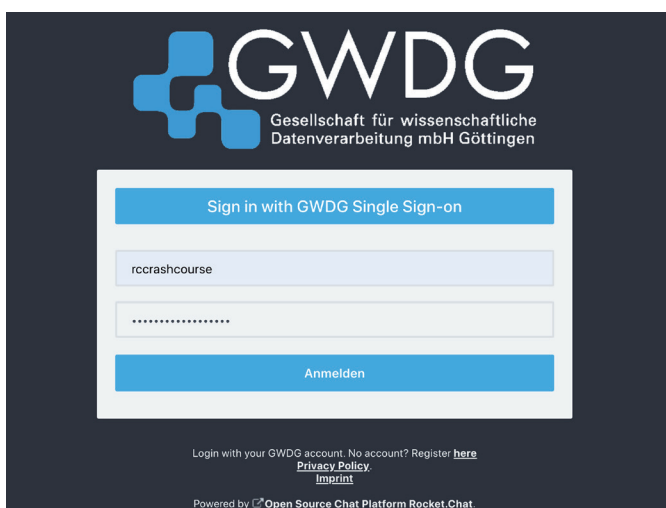 GWDG
Gesellschaft für wissenschaftliche
Datenverarbeitung mbH Göttingen
Sign in with GWDG Single Sign-on
rccrashcourse
••••••••••••••••••
Anmelden
Login with your GWDG account. No account? Register here
Privacy Policy.
Imprint
Powered by Open Source Chat Platform Rocket.Chat.